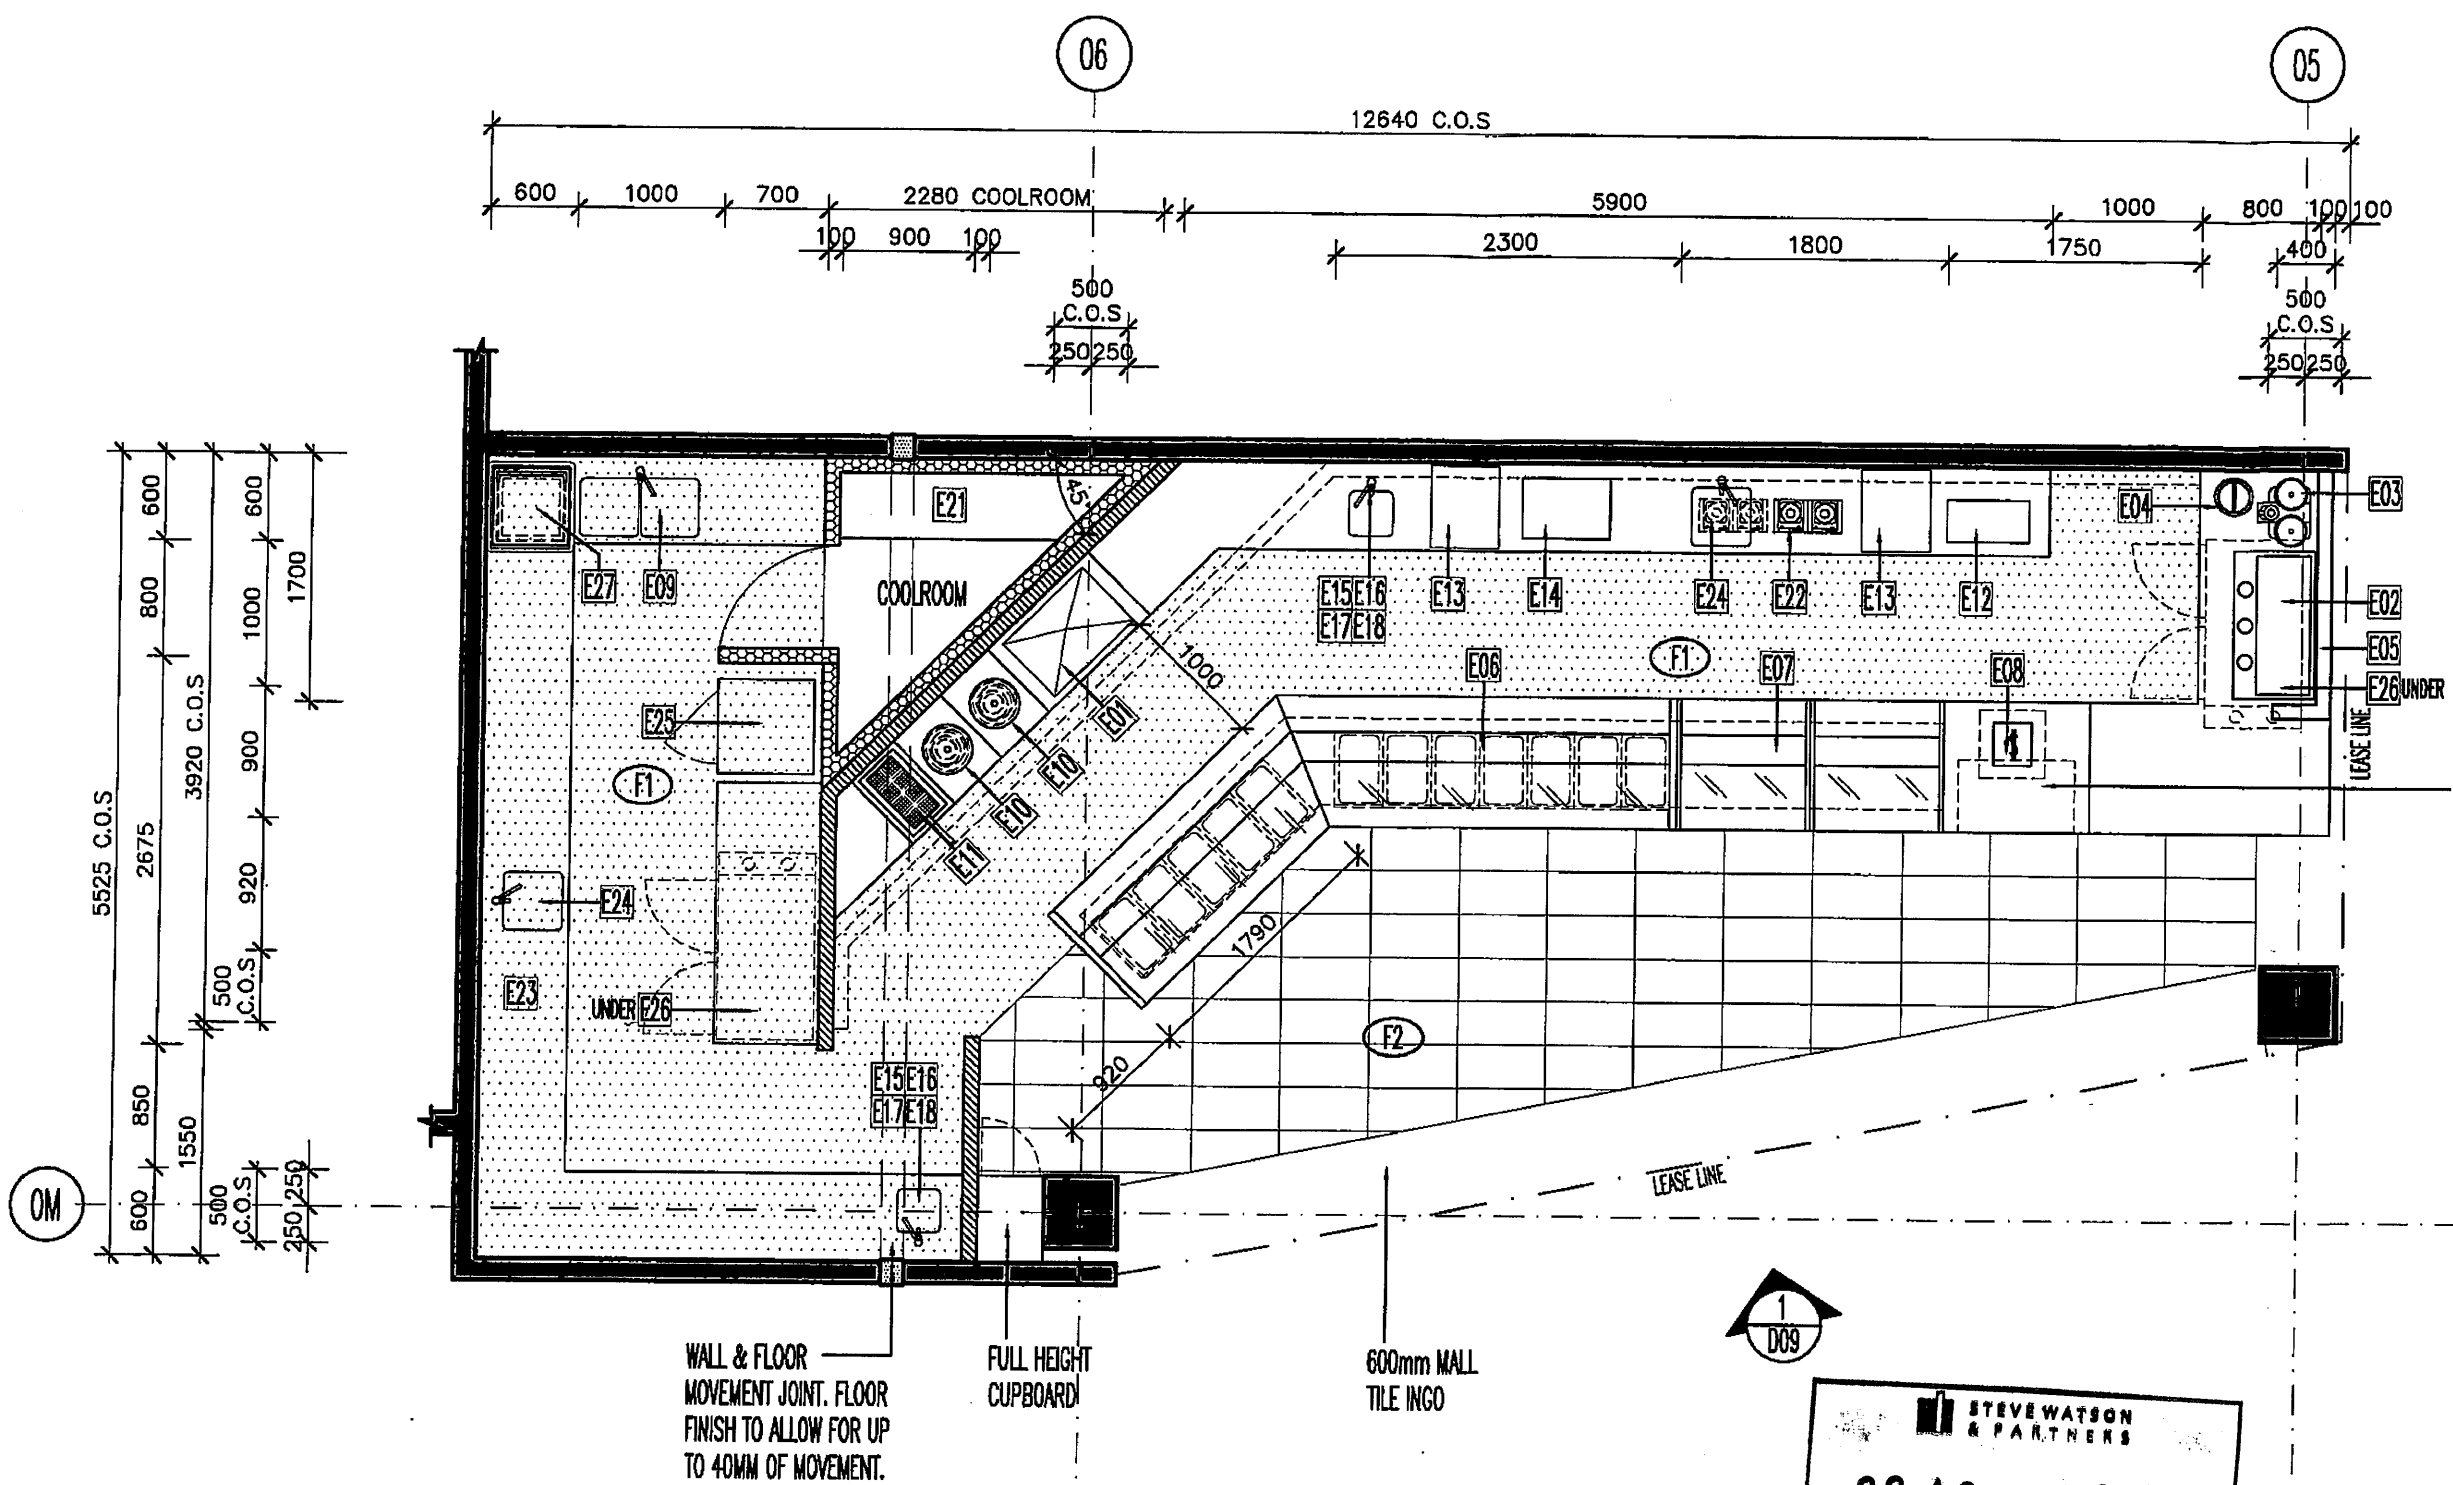 06
05
12640 C.O.S
600
1000
700
2280 COOLROOM
5900
1000
800
100
100
100
900
100
2300
1800
1750
400
500
C.O.S
250
250
500
C.O.S
250
250
5525 C.O.S
600
800
2675
850
600
3920 C.O.S
1550
600
1000
900
920
500
C.O.S
500
C.O.S
1700
250
250
0M
E27
E09
E21
45°
COOLROOM
E15 E16
E17 E18
E13
E14
E24
E22
E13
E12
E04
E03
E02
E05
E26 UNDER
LEASE LINE
F1
E06
E07
E08
1000
E01
E10
E10
E11
E25
F1
E24
E23
UNDER E26
E15 E16
E17 E18
1790
920
F2
LEASE LINE
WALL & FLOOR
MOVEMENT JOINT. FLOOR
FINISH TO ALLOW FOR UP
TO 40MM OF MOVEMENT.
FULL HEIGHT
CUPBOARD
600mm MALL
TILE INGO
1
D09
STEVE WATSON
& PARTNERS